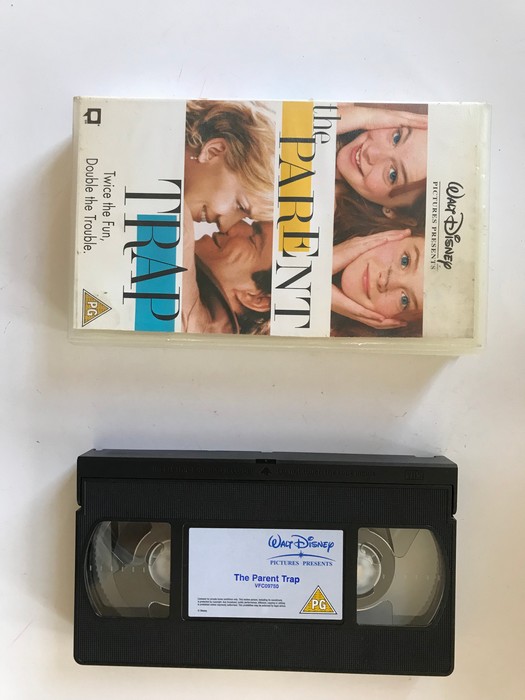 WALT DISNEY
PICTURES PRESENTS
the
PARENT
TRAP
Twice the Fun,
Double the Trouble.
PG
WALT DISNEY
PICTURES PRESENTS
The Parent Trap
PG